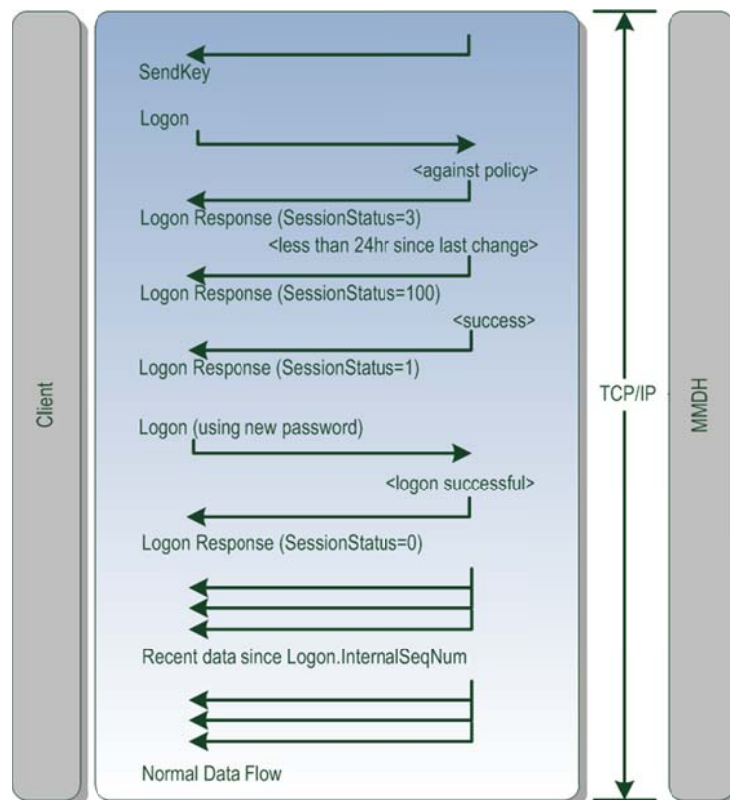 SendKey
Logon
<against policy>
Logon Response (SessionStatus=3)
<less than 24hr since last change>
Logon Response (SessionStatus=100)
<success>
Logon Response (SessionStatus=1)
Logon (using new password)
<logon successful>
Logon Response (SessionStatus=0)
Recent data since Logon.InternalSeqNum
Normal Data Flow
Client
TCP/IP
MMDH